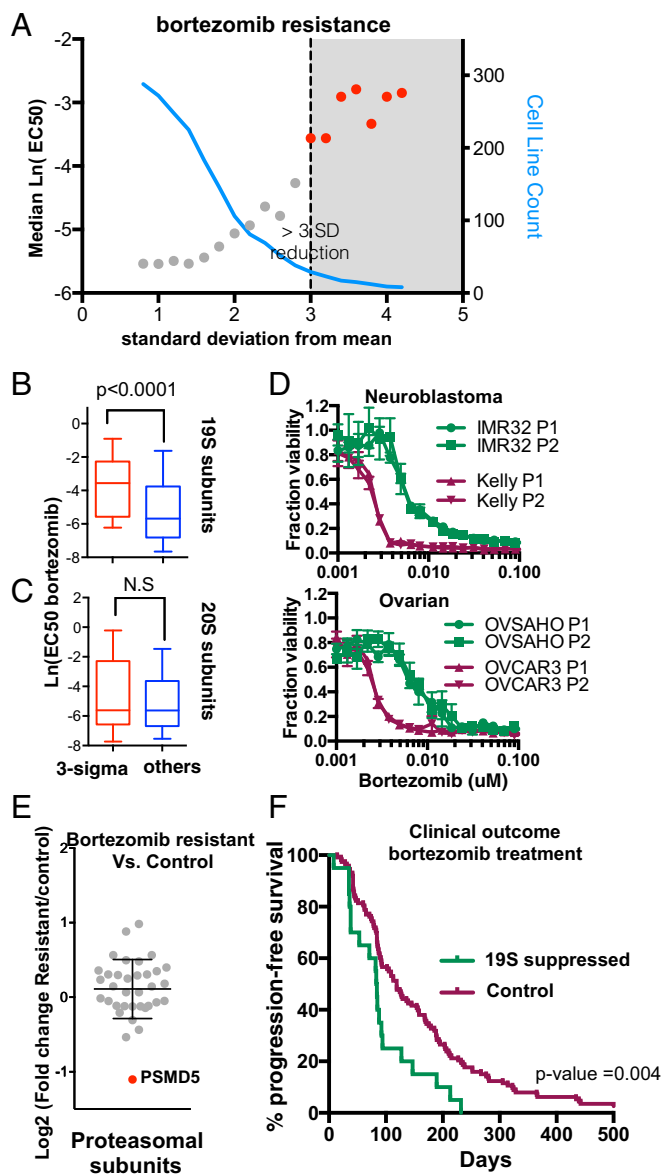 A
bortezomib resistance
Median Ln( EC50)
-2
-3
-4
-5
-6
300
200
100
0
Cell Line Count
> 3 SD
reduction
0 1 2 3 4 5
standard deviation from mean
B
p<0.0001
0
-2
-4
-6
-8
19S subunits
Ln(EC50 bortezomib)
C
N.S
2
0
-2
-4
-6
-8
20S subunits
3-sigma others
D
Neuroblastoma
Fraction viability
1.2
1.0
0.8
0.6
0.4
0.2
0.0
IMR32 P1
IMR32 P2
Kelly P1
Kelly P2
0.001 0.010 0.100
Ovarian
Fraction viability
1.2
1.0
0.8
0.6
0.4
0.2
0.0
OVSAHO P1
OVSAHO P2
OVCAR3 P1
OVCAR3 P2
0.001 0.010 0.100
Bortezomib (uM)
E
Bortezomib resistant
Vs. Control
Log2 (Fold change Resistant/control)
2
1
0
-1
PSMD5
Proteasomal
subunits
F
Clinical outcome
bortezomib treatment
% progression-free survival
100
80
60
40
20
0
19S suppressed
Control
p-value =0.004
0 100 200 300 400 500
Days